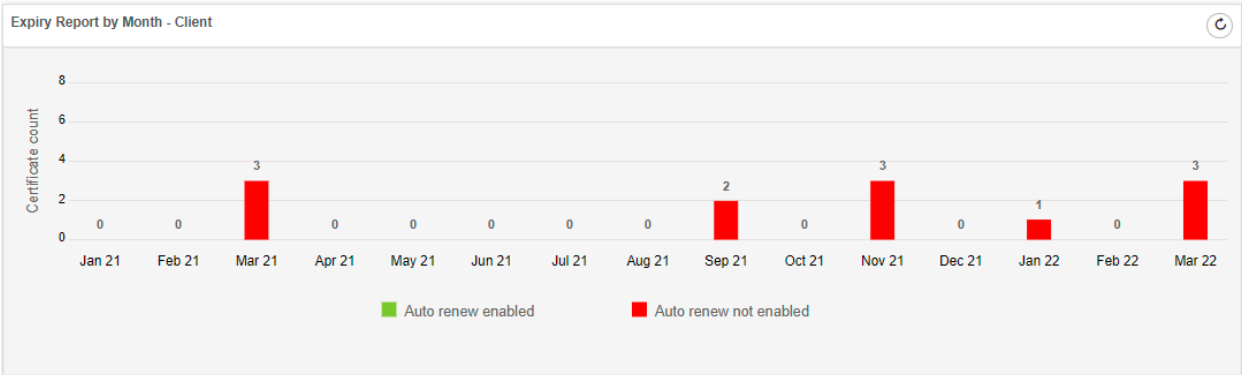 Expiry Report by Month - Client
Certificate count
8
6
4
2
0
0 0 3 0 0 0 0 0 2 0 3 0 1 0 3
Jan 21 Feb 21 Mar 21 Apr 21 May 21 Jun 21 Jul 21 Aug 21 Sep 21 Oct 21 Nov 21 Dec 21 Jan 22 Feb 22 Mar 22
Auto renew enabled Auto renew not enabled